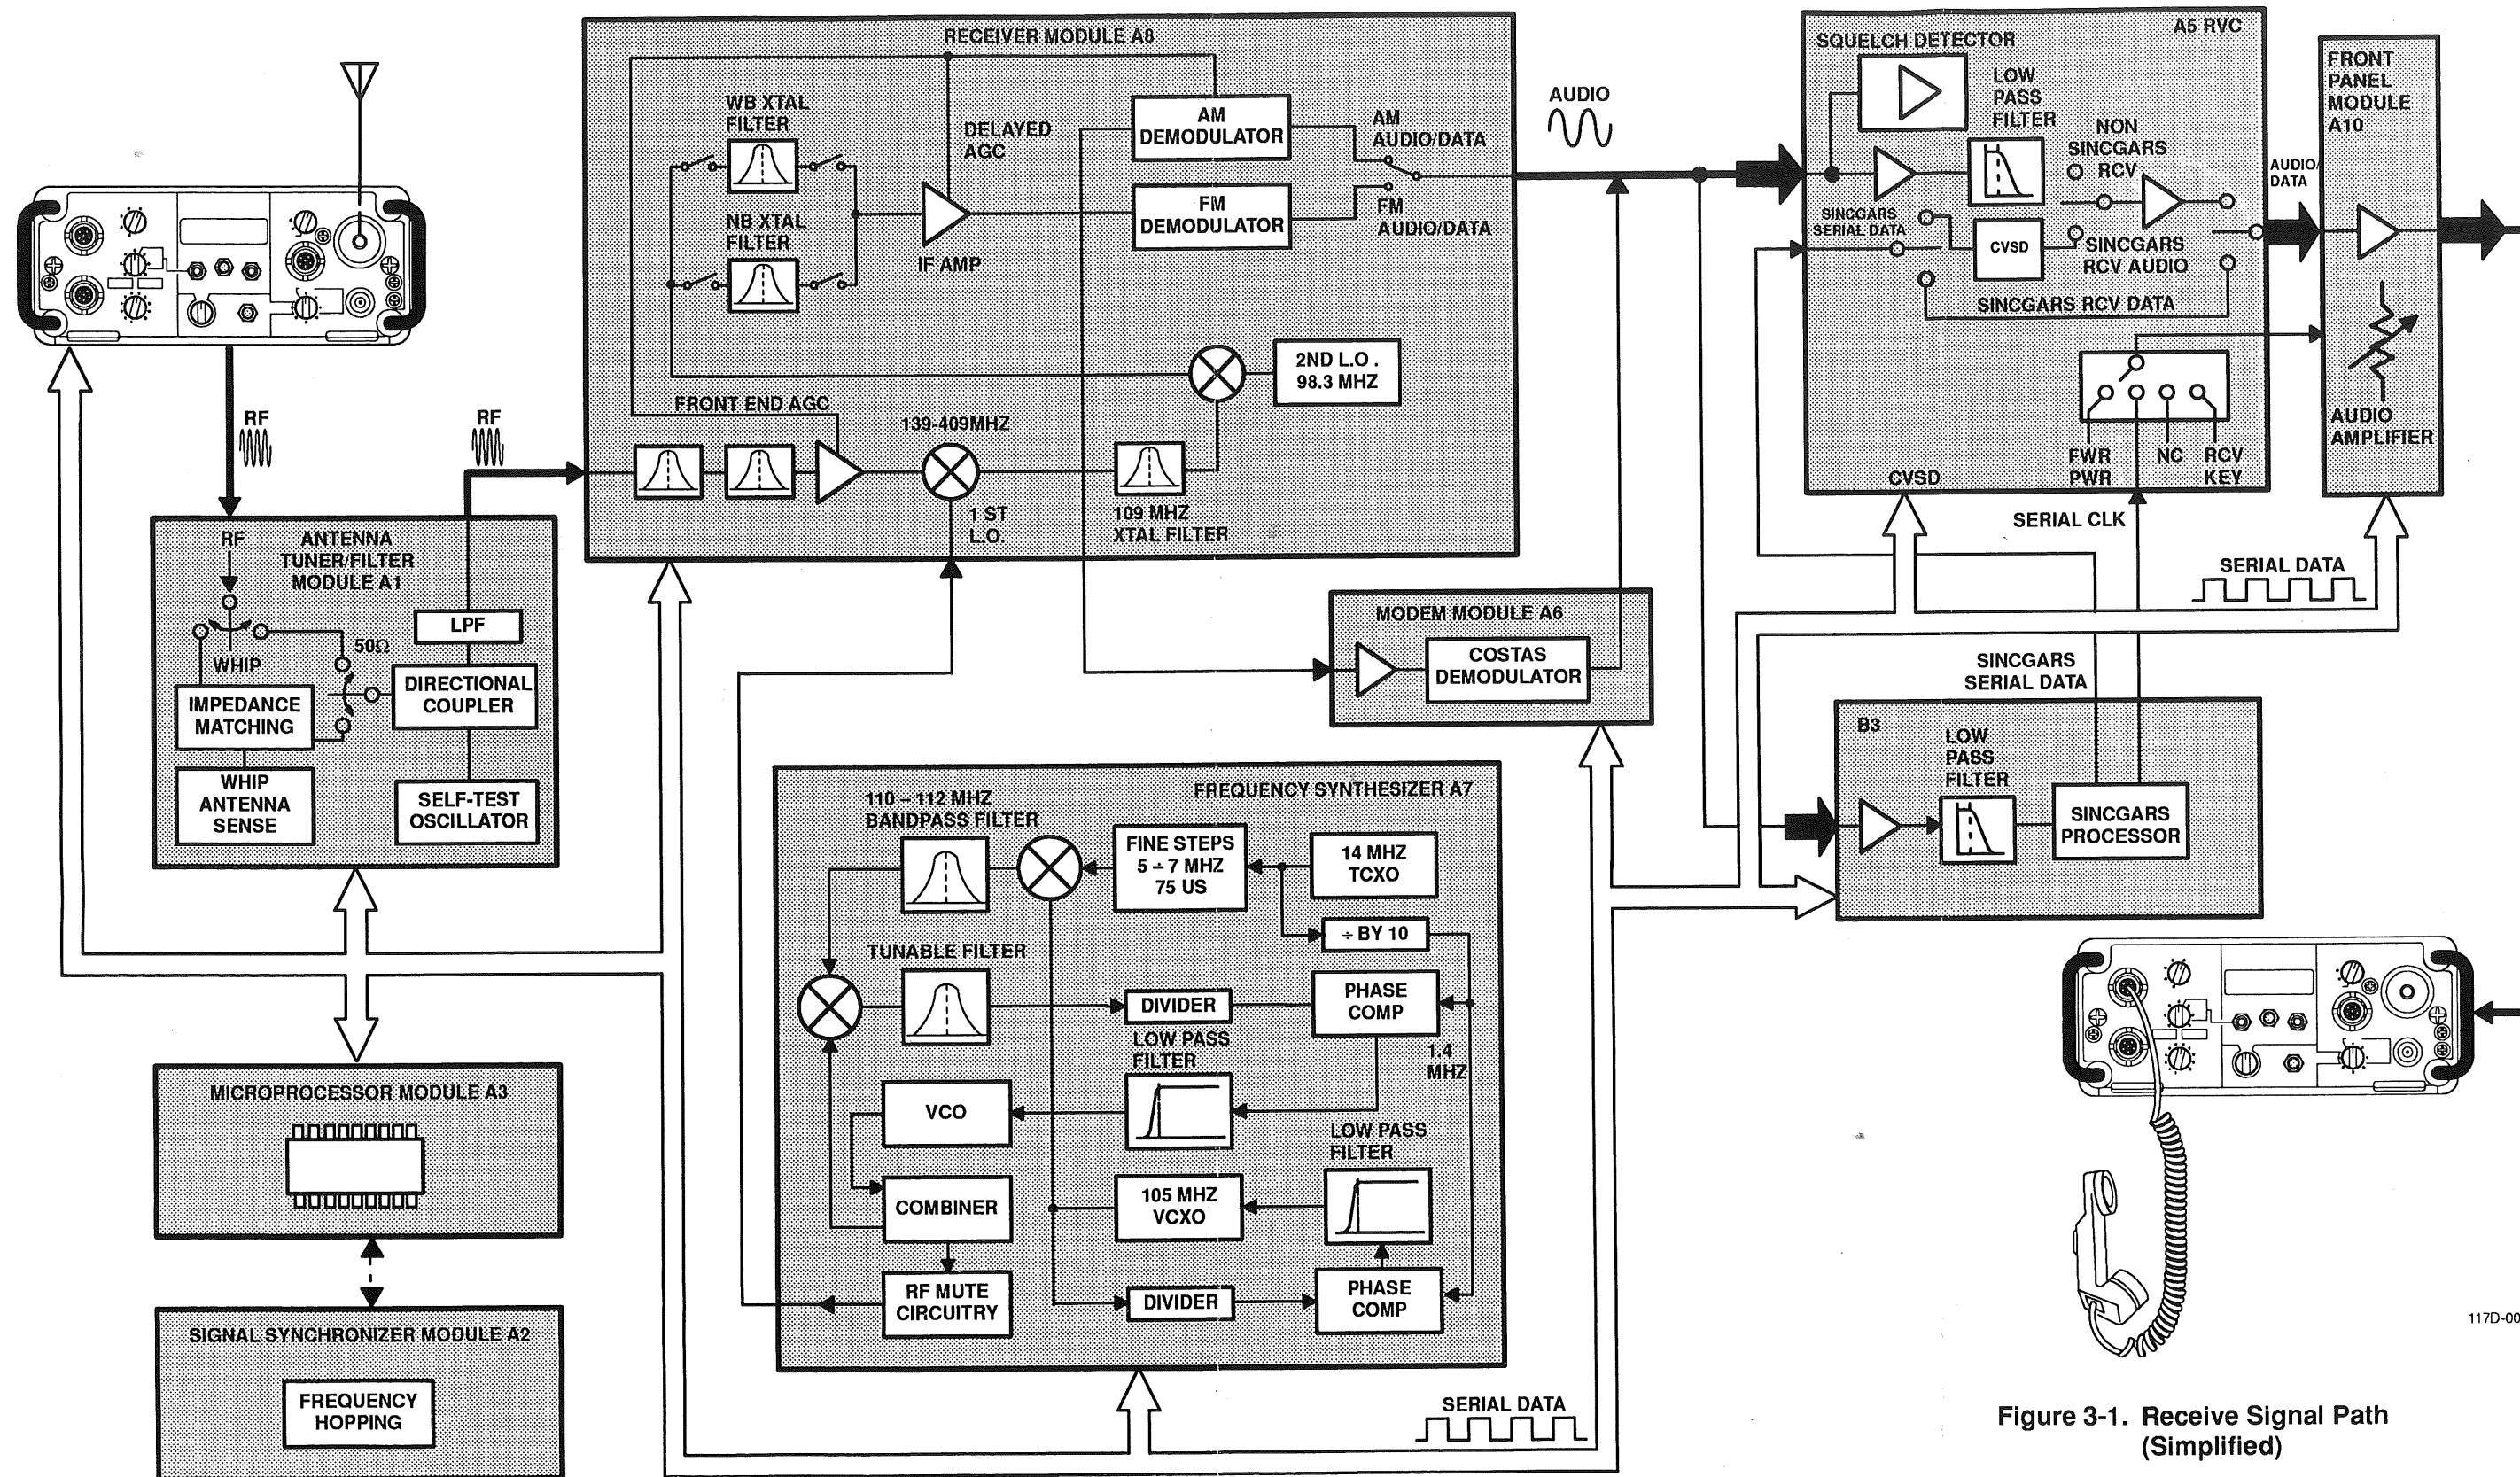 RECEIVER MODULE A8
WB XTAL
FILTER
DELAYED
AGC
NB XTAL
FILTER
IF AMP
AM
DEMODULATOR
FM
DEMODULATOR
AM
AUDIO/DATA
FM
AUDIO/DATA
2ND L.O .
98.3 MHZ
FRONT END AGC
139-409MHZ
1 ST
L.O.
109 MHZ
XTAL FILTER
AUDIO
A5 RVC
SQUELCH DETECTOR
LOW
PASS
FILTER
NON
SINCGARS
RCV
SINCGARS
SERIAL DATA
CVSD
SINCGARS
RCV AUDIO
SINCGARS RCV DATA
FWR
PWR
NC
RCV
KEY
CVSD
AUDIO/
DATA
FRONT
PANEL
MODULE
A10
AUDIO
AMPLIFIER
RF
RF
RF
ANTENNA
TUNER/FILTER
MODULE A1
WHIP
50Ω
LPF
IMPEDANCE
MATCHING
DIRECTIONAL
COUPLER
WHIP
ANTENNA
SENSE
SELF-TEST
OSCILLATOR
MODEM MODULE A6
COSTAS
DEMODULATOR
SERIAL CLK
SERIAL DATA
SINCGARS
SERIAL DATA
B3
LOW
PASS
FILTER
SINCGARS
PROCESSOR
FREQUENCY SYNTHESIZER A7
110 – 112 MHZ
BANDPASS FILTER
FINE STEPS
5 – 7 MHZ
75 US
14 MHZ
TCXO
÷ BY 10
TUNABLE FILTER
DIVIDER
PHASE
COMP
LOW PASS
FILTER
1.4
MHZ
VCO
LOW PASS
FILTER
COMBINER
105 MHZ
VCXO
RF MUTE
CIRCUITRY
DIVIDER
PHASE
COMP
MICROPROCESSOR MODULE A3
SIGNAL SYNCHRONIZER MODULE A2
FREQUENCY
HOPPING
SERIAL DATA
117D-00
Figure 3-1. Receive Signal Path
(Simplified)